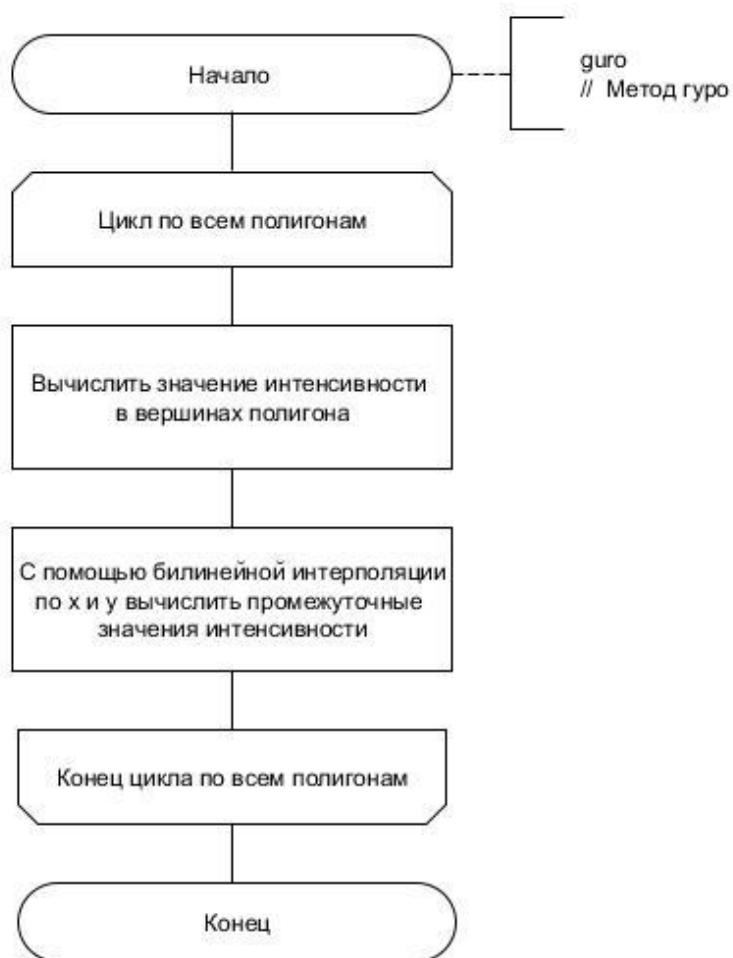 Начало
guro
// Метод гуро
Цикл по всем полигонам
Вычислить значение интенсивности
в вершинах полигона
С помощью билинейной интерполяции
по x и y вычислить промежуточные
значения интенсивности
Конец цикла по всем полигонам
Конец